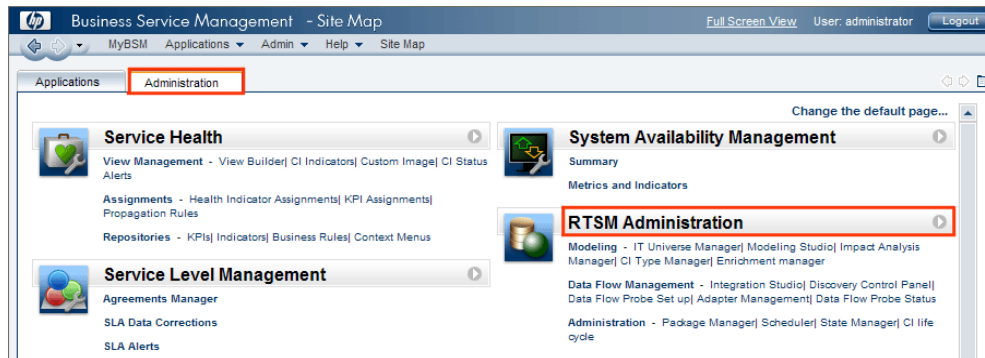 hp Business Service Management - Site Map
Full Screen View User: administrator Logout
MyBSM Applications Admin Help Site Map
Applications Administration
Change the default page...
Service Health
View Management - View Builder| CI Indicators| Custom Image| CI Status
Alerts
Assignments - Health Indicator Assignments| KPI Assignments|
Propagation Rules
Repositories - KPIs| Indicators| Business Rules| Context Menus
Service Level Management
Agreements Manager
SLA Data Corrections
SLA Alerts
System Availability Management
Summary
Metrics and Indicators
RTSM Administration
Modeling - IT Universe Manager| Modeling Studio| Impact Analysis
Manager| CI Type Manager| Enrichment manager
Data Flow Management - Integration Studio| Discovery Control Panel|
Data Flow Probe Set up| Adapter Management| Data Flow Probe Status
Administration - Package Manager| Scheduler| State Manager| CI life
cycle